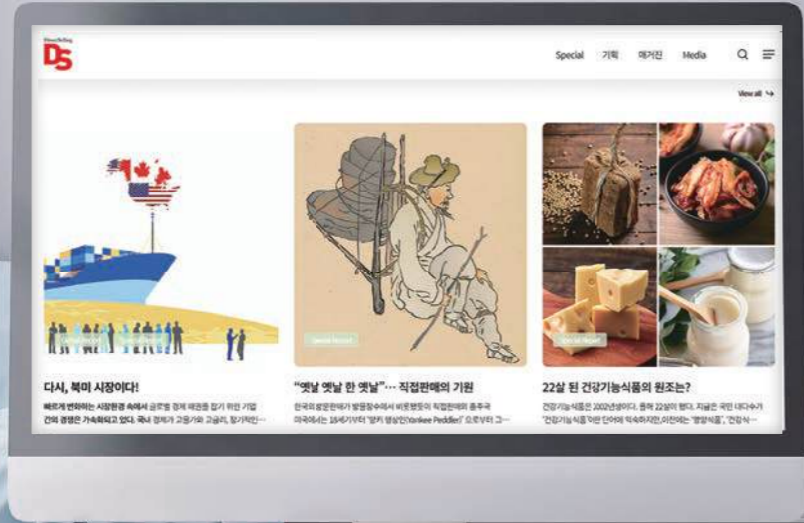 DS
Special 기획 매거진 Media
View all
Special Report
Special Report
Special Report
다시, 북미 시장이다!
빠르게 변화하는 시장환경 속에서 글로벌 경제 패권을 잡기 위한 기업
간의 경쟁은 가속화되고 있다. 국내 경제가 고물가와 고금리, 장기적인…
“옛날 옛날 한 옛날”… 직접판매의 기원
한국의 방문판매가 방물장수에서 비롯했듯이 직접판매의 종주국
미국에서는 18세기부터 ‘양키 행상인(Yankee Peddler)’으로부터 그…
22살 된 건강기능식품의 원조는?
건강기능식품은 2002년생이다. 올해 22살이 됐다. 지금은 국민 대다수가
‘건강기능식품’이란 단어에 익숙하지만, 이전에는 ‘영양식품’, ‘건강식…